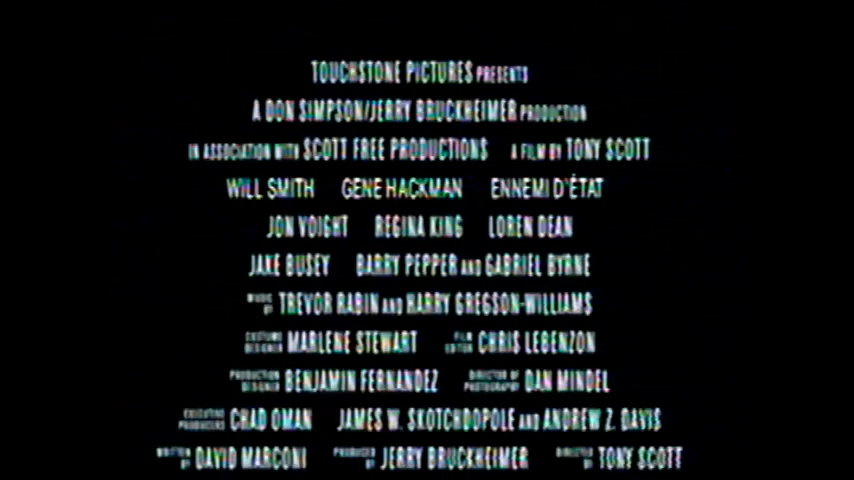 TOUCHSTONE PICTURES PRESENTS
A DON SIMPSON/JERRY BRUCKHEIMER PRODUCTION
IN ASSOCIATION WITH SCOTT FREE PRODUCTIONS A FILM BY TONY SCOTT
WILL SMITH GENE HACKMAN ENNEMI D'ÉTAT
JON VOIGHT REGINA KING LOREN DEAN
JAKE BUSEY BARRY PEPPER AND GABRIEL BYRNE
MUSIC BY TREVOR RABIN AND HARRY GREGSON-WILLIAMS
COSTUME DESIGNER MARLENE STEWART FILM EDITOR CHRIS LEBENZON
PRODUCTION DESIGNER BENJAMIN FERNANDEZ DIRECTOR OF PHOTOGRAPHY DAN MINDEL
EXECUTIVE PRODUCERS CHAD OMAN JAMES W. SKOTCHDOPOLE AND ANDREW Z. DAVIS
WRITTEN BY DAVID MARCONI PRODUCED BY JERRY BRUCKHEIMER DIRECTED BY TONY SCOTT